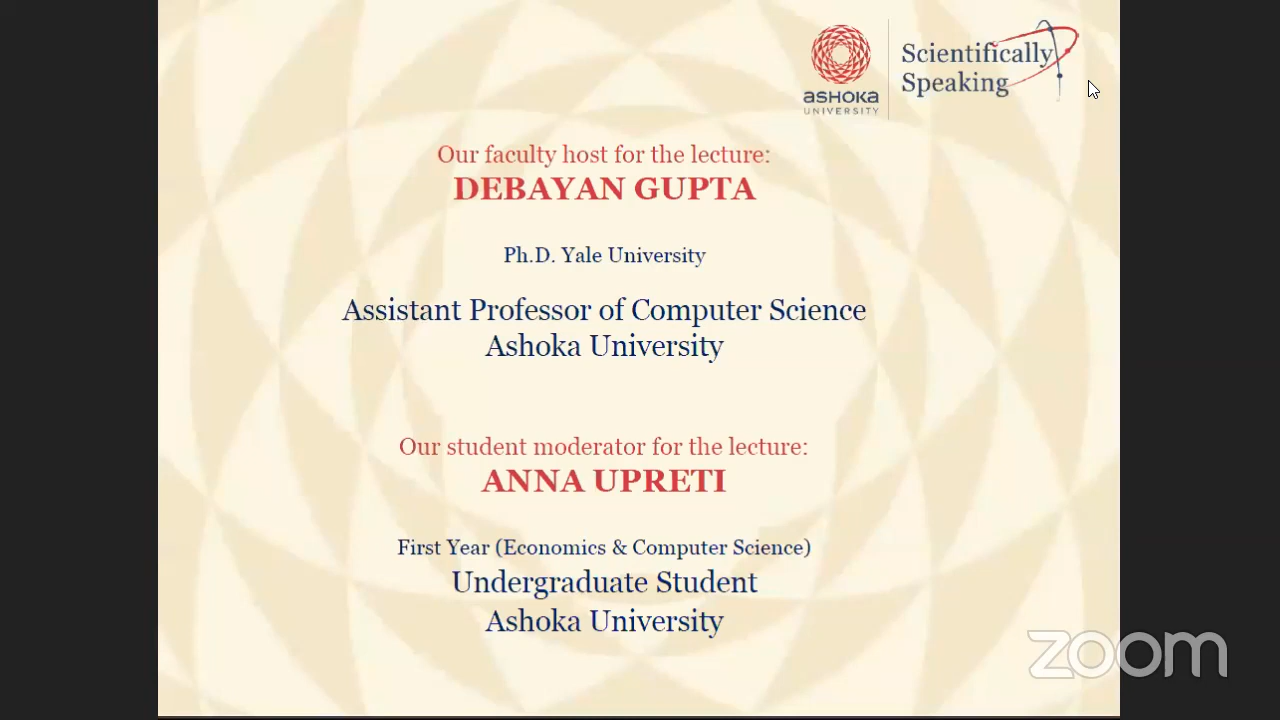 Scientifically
Speaking
ASHOKA
UNIVERSITY
Our faculty host for the lecture:
DEBAYAN GUPTA
Ph.D. Yale University
Assistant Professor of Computer Science
Ashoka University
Our student moderator for the lecture:
ANNA UPRETI
First Year (Economics & Computer Science)
Undergraduate Student
Ashoka University
zoom